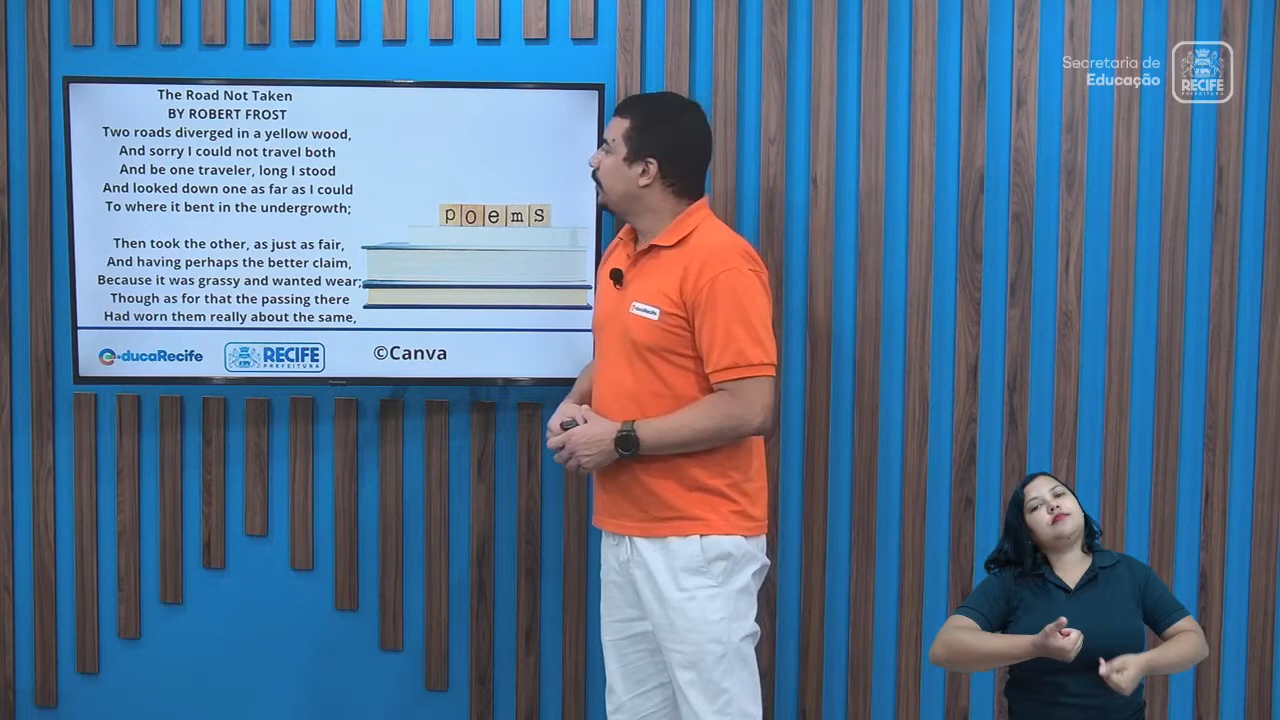 Secretaria de
Educação
RECIFE
PREFEITURA
The Road Not Taken
BY ROBERT FROST
Two roads diverged in a yellow wood,
And sorry I could not travel both
And be one traveler, long I stood
And looked down one as far as I could
To where it bent in the undergrowth;
Then took the other, as just as fair,
And having perhaps the better claim,
Because it was grassy and wanted wear;
Though as for that the passing there
Had worn them really about the same,
poems
e·ducaRecife
RECIFE
PREFEITURA
©Canva
e·ducaRecife